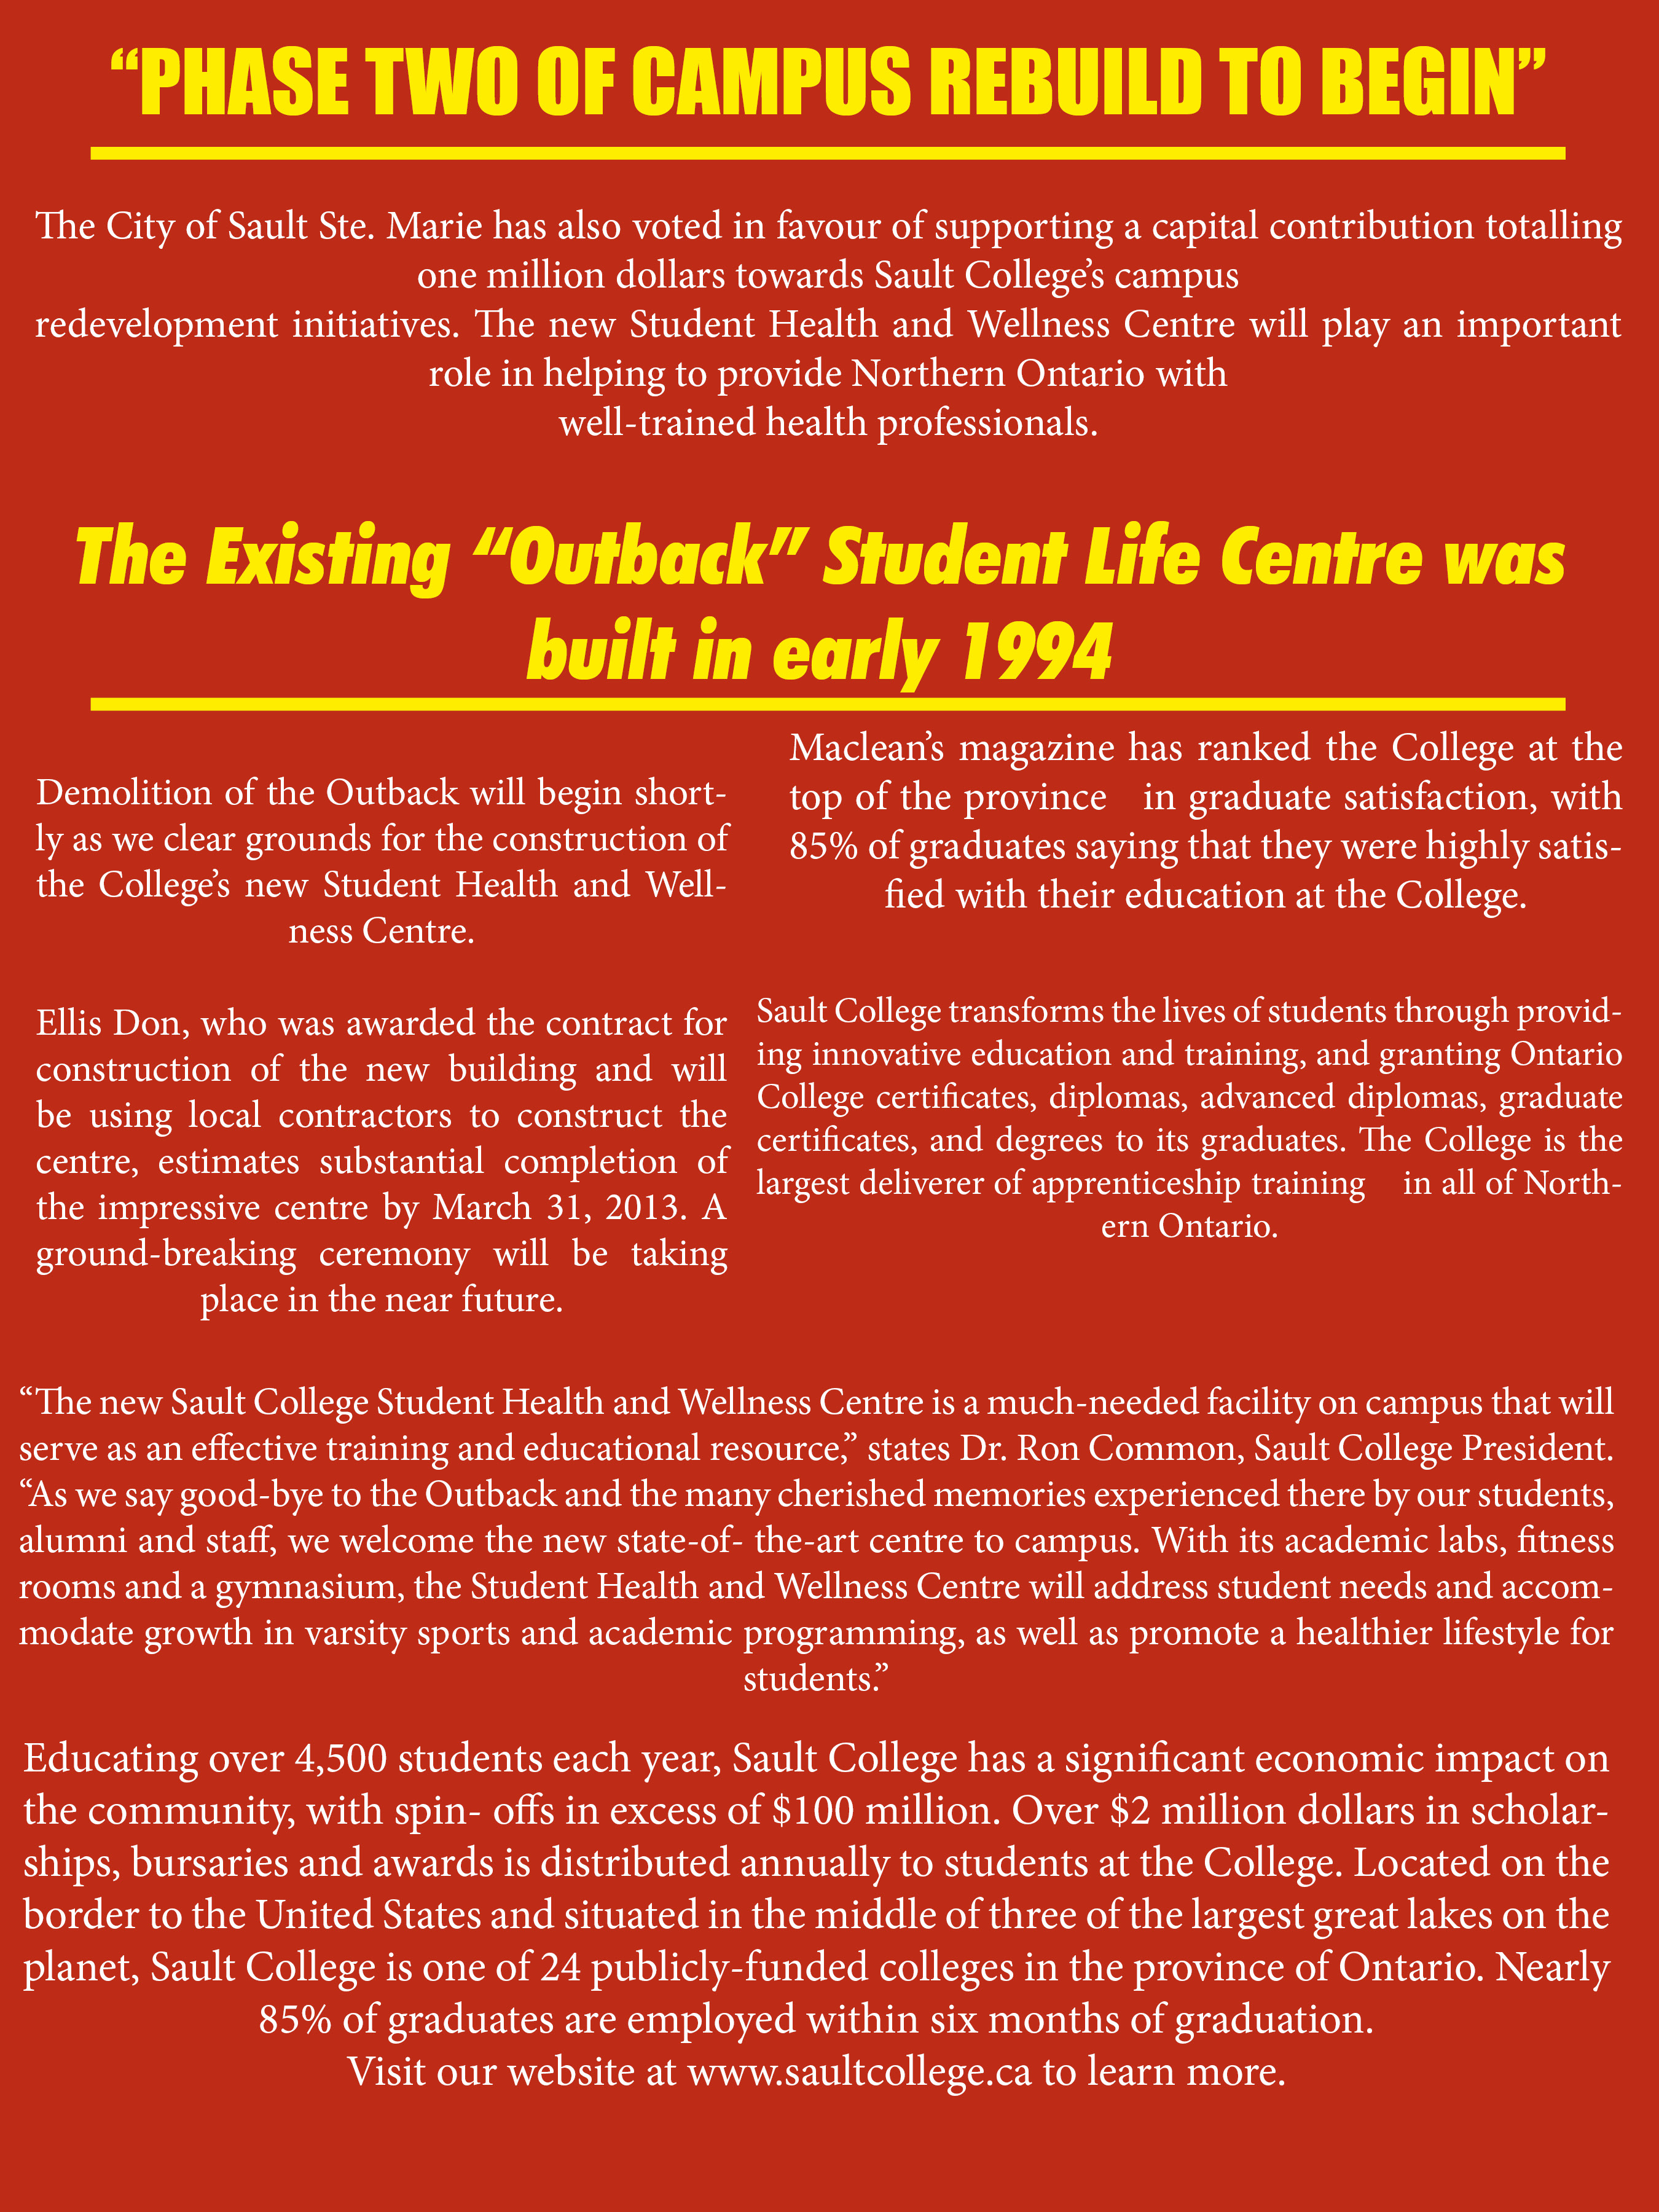 “PHASE TWO OF CAMPUS REBUILD TO BEGIN”
The City of Sault Ste. Marie has also voted in favour of supporting a capital contribution totalling
one million dollars towards Sault College’s campus
redevelopment initiatives. The new Student Health and Wellness Centre will play an important
role in helping to provide Northern Ontario with
well-trained health professionals.
The Existing “Outback” Student Life Centre was
built in early 1994
Demolition of the Outback will begin short-
ly as we clear grounds for the construction of
the College’s new Student Health and Well-
ness Centre.
Ellis Don, who was awarded the contract for
construction of the new building and will
be using local contractors to construct the
centre, estimates substantial completion of
the impressive centre by March 31, 2013. A
ground-breaking ceremony will be taking
place in the near future.
Maclean’s magazine has ranked the College at the
top of the province in graduate satisfaction, with
85% of graduates saying that they were highly satis-
fied with their education at the College.
Sault College transforms the lives of students through provid-
ing innovative education and training, and granting Ontario
College certificates, diplomas, advanced diplomas, graduate
certificates, and degrees to its graduates. The College is the
largest deliverer of apprenticeship training in all of North-
ern Ontario.
“The new Sault College Student Health and Wellness Centre is a much-needed facility on campus that will
serve as an effective training and educational resource,” states Dr. Ron Common, Sault College President.
“As we say good-bye to the Outback and the many cherished memories experienced there by our students,
alumni and staff, we welcome the new state-of- the-art centre to campus. With its academic labs, fitness
rooms and a gymnasium, the Student Health and Wellness Centre will address student needs and accom-
modate growth in varsity sports and academic programming, as well as promote a healthier lifestyle for
students.”
Educating over 4,500 students each year, Sault College has a significant economic impact on
the community, with spin- offs in excess of $100 million. Over $2 million dollars in scholar-
ships, bursaries and awards is distributed annually to students at the College. Located on the
border to the United States and situated in the middle of three of the largest great lakes on the
planet, Sault College is one of 24 publicly-funded colleges in the province of Ontario. Nearly
85% of graduates are employed within six months of graduation.
Visit our website at www.saultcollege.ca to learn more.